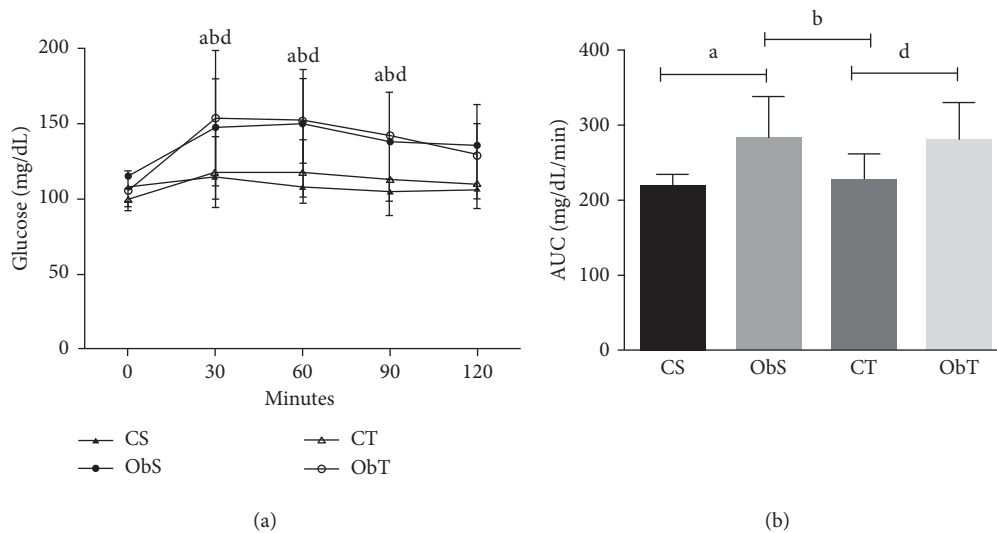 200
150
100
50
0
Glucose (mg/dL)
abd
abd
abd
0 30 60 90 120
Minutes
CS
ObS
CT
ObT
(a)
400
300
200
100
0
AUC (mg/dL/min)
a
b
d
CS ObS CT ObT
(b)